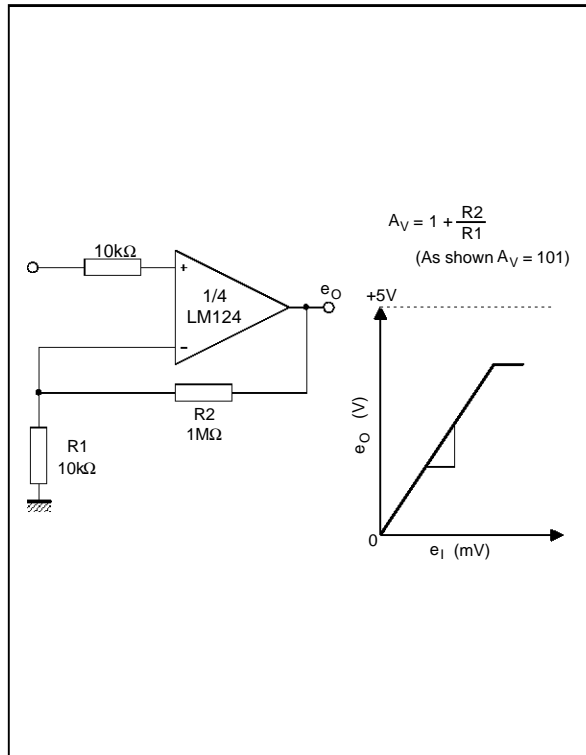 10kΩ
+
1/4
LM124
-
e_O
R2
1MΩ
R1
10kΩ
A_V = 1 + R2/R1
(As shown A_V = 101)
+5V
e_O (V)
0
e_I (mV)